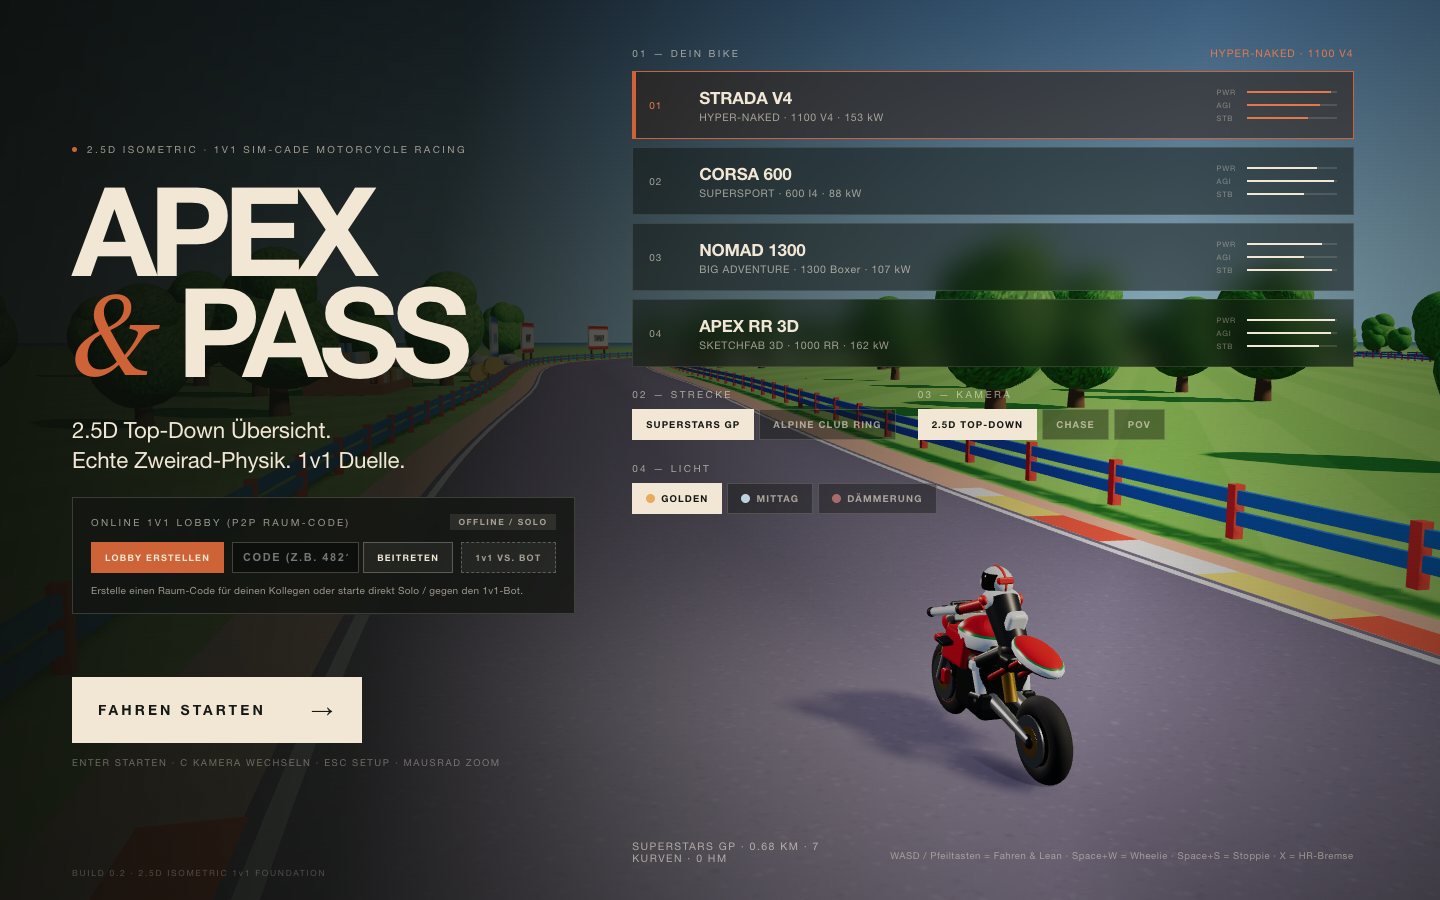 2.5D ISOMETRIC · 1V1 SIM-CADE MOTORCYCLE RACING
APEX
& PASS
2.5D Top-Down Übersicht.
Echte Zweirad-Physik. 1v1 Duelle.
ONLINE 1V1 LOBBY (P2P RAUM-CODE)
OFFLINE / SOLO
LOBBY ERSTELLEN
CODE (Z.B. 482
BEITRETEN
1v1 VS. BOT
Erstelle einen Raum-Code für deinen Kollegen oder starte direkt Solo / gegen den 1v1-Bot.
FAHREN STARTEN →
ENTER STARTEN · C KAMERA WECHSELN · ESC SETUP · MAUSRAD ZOOM
BUILD 0.2 · 2.5D ISOMETRIC 1v1 FOUNDATION
01 — DEIN BIKE
HYPER-NAKED · 1100 V4
01
STRADA V4
HYPER-NAKED · 1100 V4 · 153 kW
PWR
AGI
STB
02
CORSA 600
SUPERSPORT · 600 I4 · 88 kW
PWR
AGI
STB
03
NOMAD 1300
BIG ADVENTURE · 1300 Boxer · 107 kW
PWR
AGI
STB
04
APEX RR 3D
SKETCHFAB 3D · 1000 RR · 162 kW
PWR
AGI
STB
02 — STRECKE
SUPERSTARS GP
ALPINE CLUB RING
03 — KAMERA
2.5D TOP-DOWN
CHASE
POV
04 — LICHT
GOLDEN
MITTAG
DÄMMERUNG
SUPERSTARS GP · 0.68 KM · 7
KURVEN · 0 HM
WASD / Pfeiltasten = Fahren & Lean · Space+W = Wheelie · Space+S = Stoppie · X = HR-Bremse